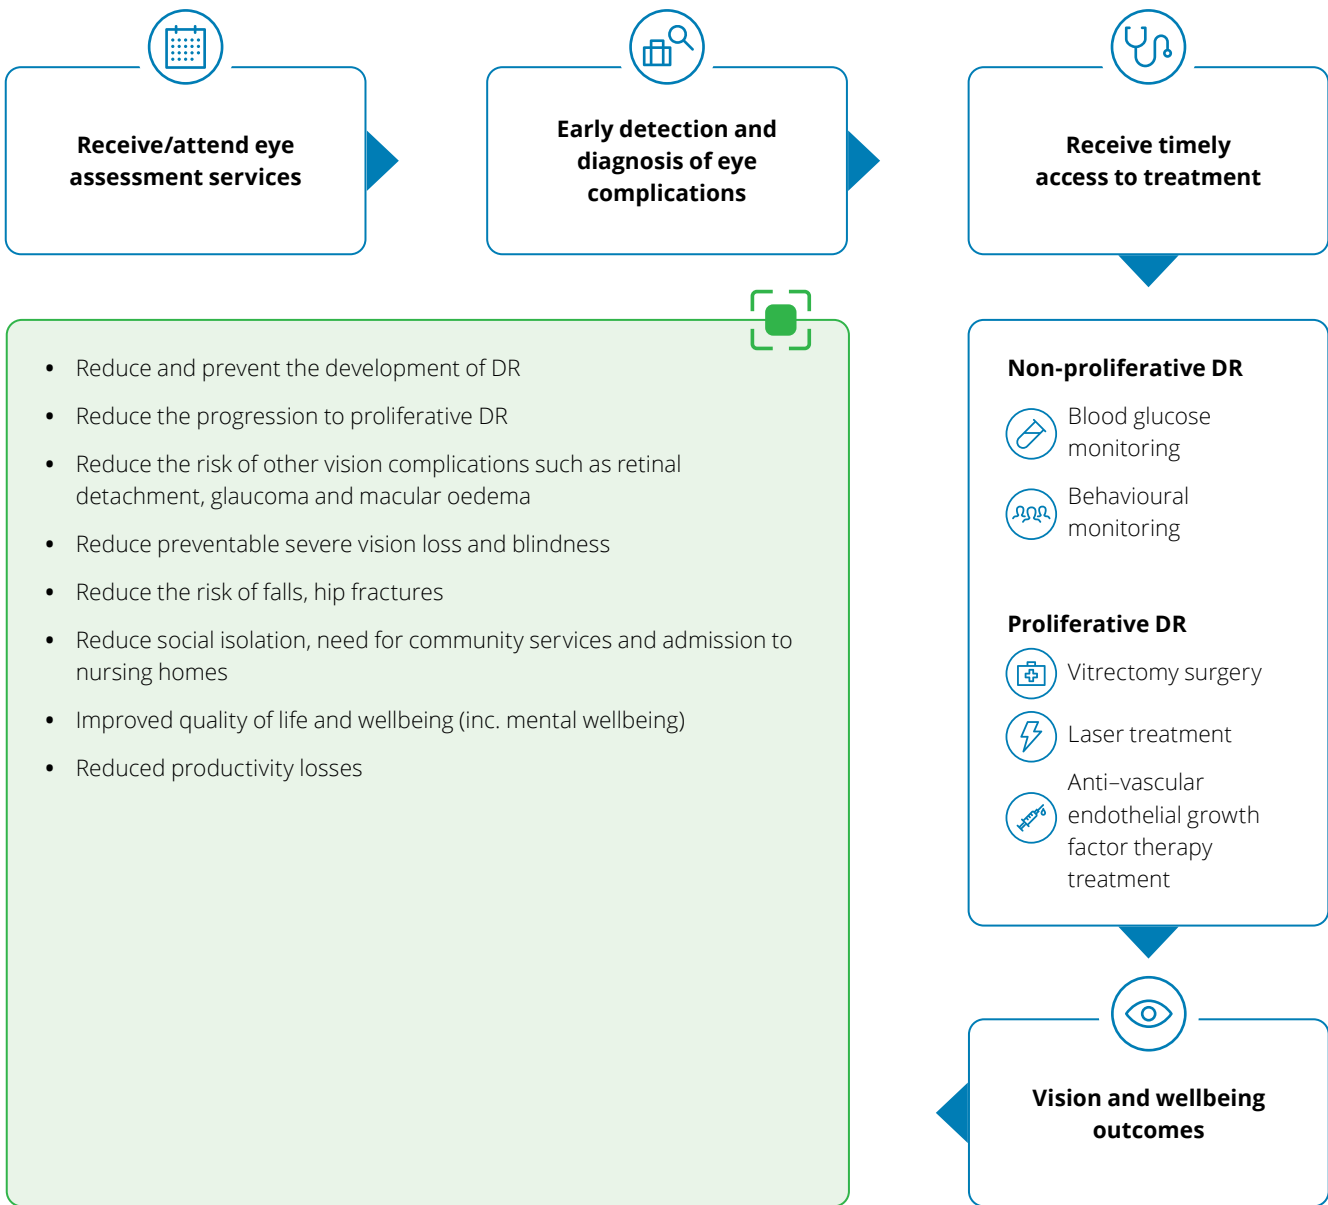 Receive/attend eye
assessment services
Early detection and
diagnosis of eye
complications
Receive timely
access to treatment
Non-proliferative DR
Blood glucose
monitoring
Behavioural
monitoring
Proliferative DR
Vitrectomy surgery
Laser treatment
Anti–vascular
endothelial growth
factor therapy
treatment
Vision and wellbeing
outcomes
• Reduce and prevent the development of DR
• Reduce the progression to proliferative DR
• Reduce the risk of other vision complications such as retinal
detachment, glaucoma and macular oedema
• Reduce preventable severe vision loss and blindness
• Reduce the risk of falls, hip fractures
• Reduce social isolation, need for community services and admission to
nursing homes
• Improved quality of life and wellbeing (inc. mental wellbeing)
• Reduced productivity losses